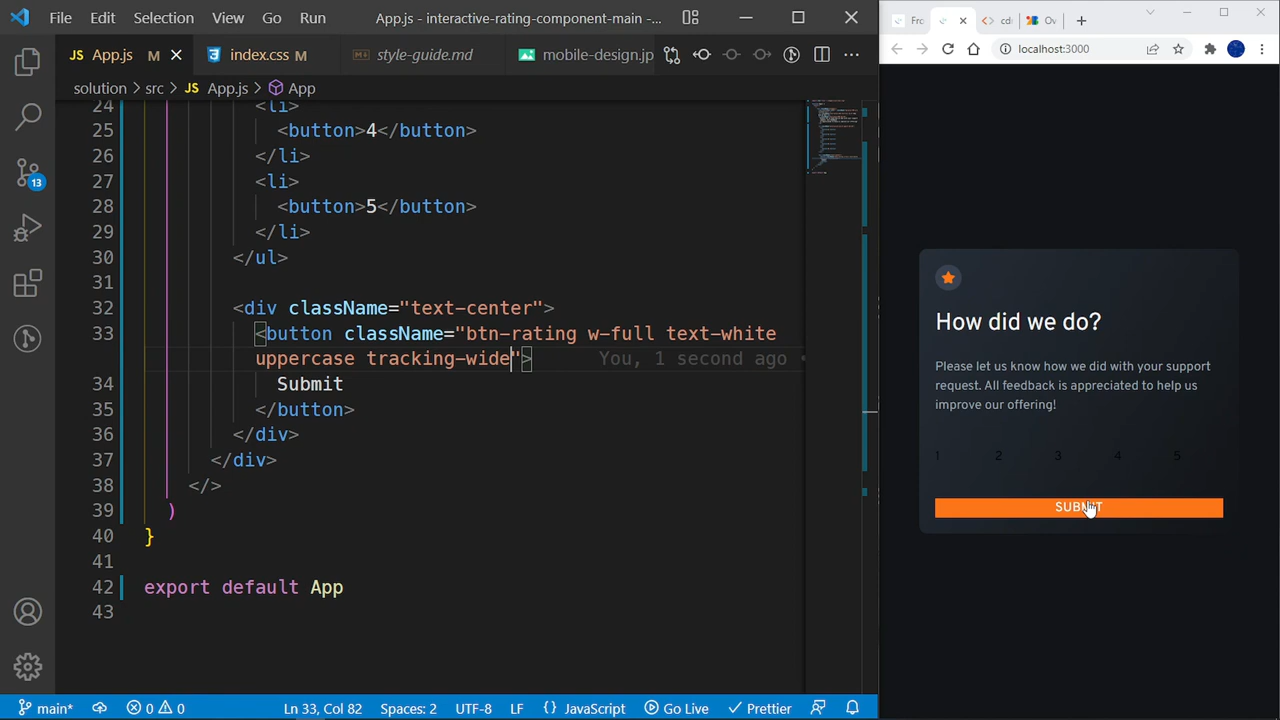 File Edit Selection View Go Run App.js - interactive-rating-component-main -...
App.js M index.css M style-guide.md mobile-design.jp
solution > src > JS App.js > App
24 <li>
25 <button>4</button>
26 </li>
27 <li>
28 <button>5</button>
29 </li>
30 </ul>
31
32 <div className="text-center">
33 <button className="btn-rating w-full text-white
uppercase tracking-wide"> You, 1 second ago •
34 Submit
35 </button>
36 </div>
37 </div>
38 </>
39 )
40 }
41
42 export default App
43
13
main* 0 0 Ln 33, Col 82 Spaces: 2 UTF-8 LF {} JavaScript Go Live Prettier
Fro cd Ov
localhost:3000
How did we do?
Please let us know how we did with your support
request. All feedback is appreciated to help us
improve our offering!
1 2 3 4 5
SUBMIT